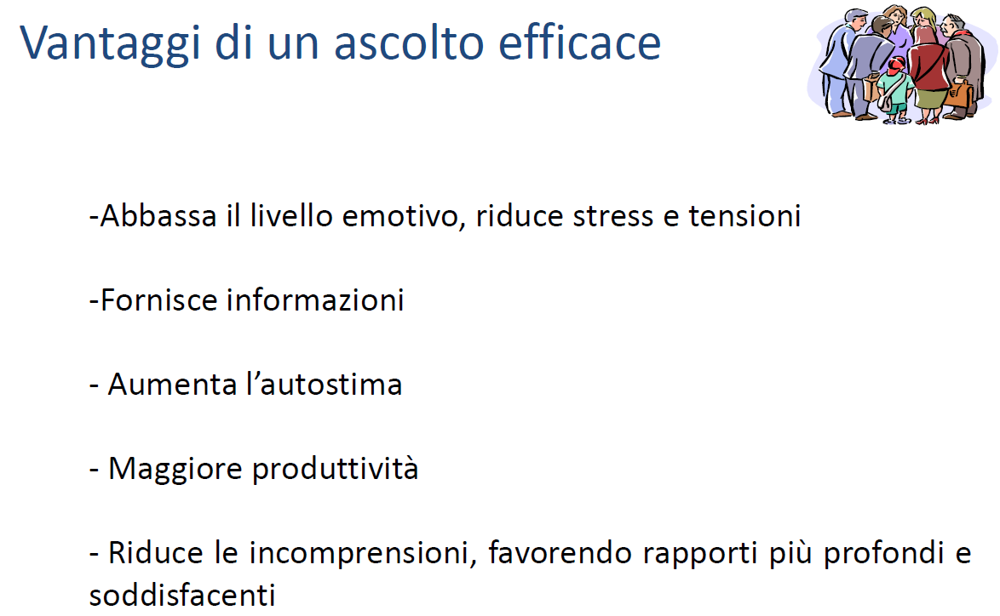 Vantaggi di un ascolto efficace
-Abbassa il livello emotivo, riduce stress e tensioni
-Fornisce informazioni
- Aumenta l’autostima
- Maggiore produttività
- Riduce le incomprensioni, favorendo rapporti più profondi e
soddisfacenti